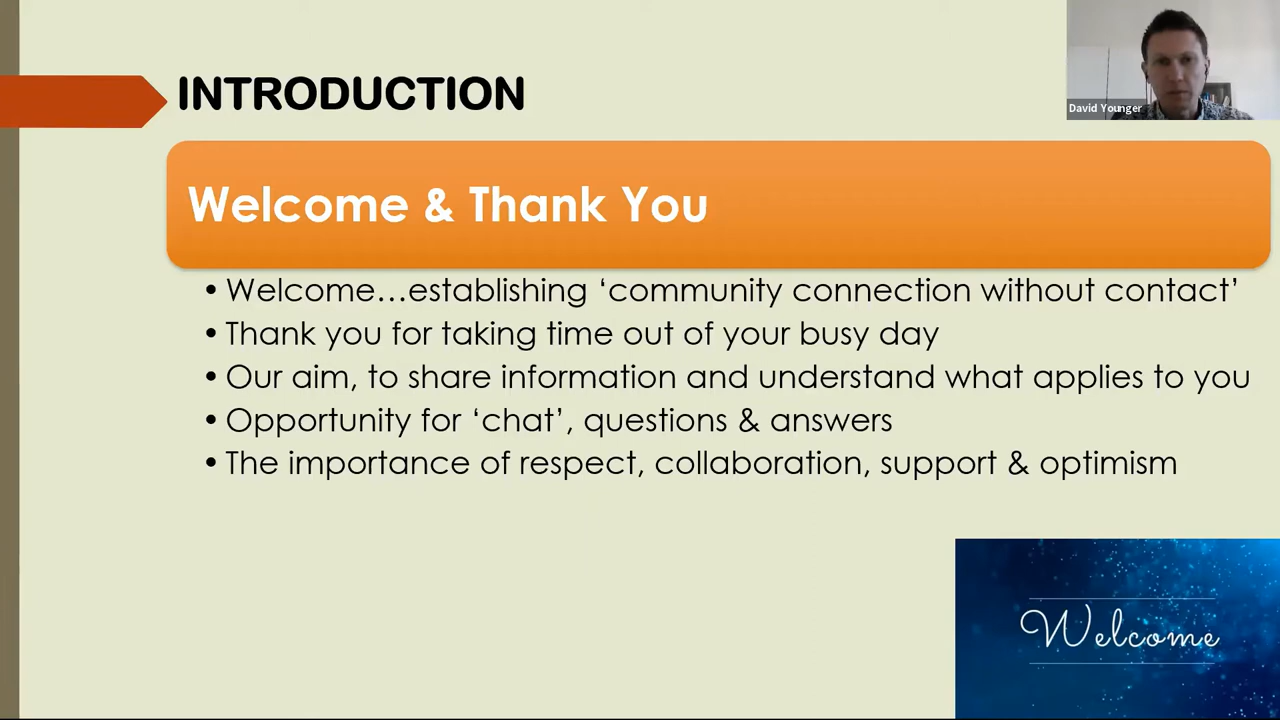 INTRODUCTION
David Younger
Welcome & Thank You
• Welcome…establishing ‘community connection without contact’
• Thank you for taking time out of your busy day
• Our aim, to share information and understand what applies to you
• Opportunity for ‘chat’, questions & answers
• The importance of respect, collaboration, support & optimism
Welcome